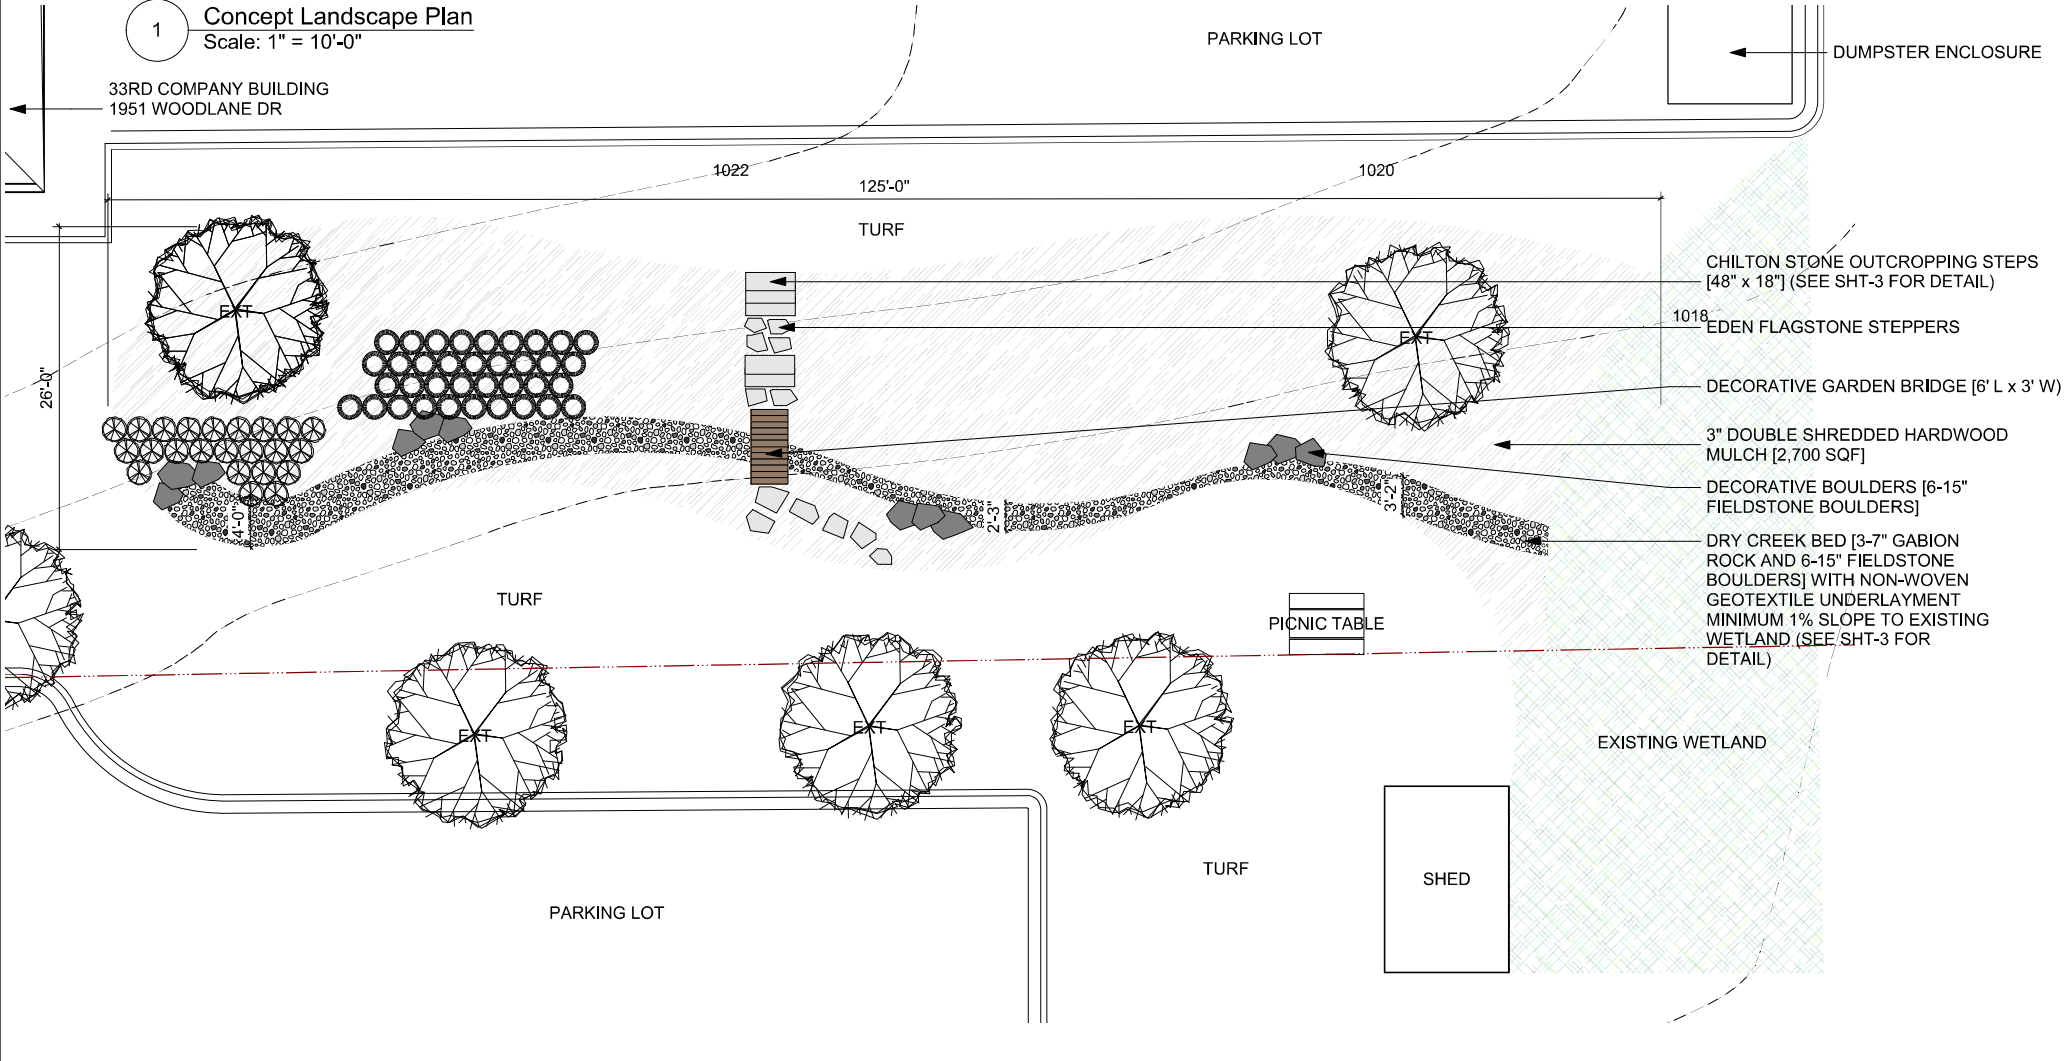 1
Concept Landscape Plan
Scale: 1" = 10'-0"
33RD COMPANY BUILDING
1951 WOODLANE DR
PARKING LOT
DUMPSTER ENCLOSURE
1022
1020
125'-0"
TURF
26'-0"
EXT
EXT
CHILTON STONE OUTCROPPING STEPS
[48" x 18"] (SEE SHT-3 FOR DETAIL)
1018
EDEN FLAGSTONE STEPPERS
DECORATIVE GARDEN BRIDGE [6' L x 3' W)
3" DOUBLE SHREDDED HARDWOOD
MULCH [2,700 SQF]
DECORATIVE BOULDERS [6-15"
FIELDSTONE BOULDERS]
4'-0"
2'-3"
3'-2"
DRY CREEK BED [3-7" GABION
ROCK AND 6-15" FIELDSTONE
BOULDERS] WITH NON-WOVEN
GEOTEXTILE UNDERLAYMENT
MINIMUM 1% SLOPE TO EXISTING
WETLAND (SEE SHT-3 FOR
DETAIL)
TURF
PICNIC TABLE
EXT
EXT
EXT
EXISTING WETLAND
TURF
SHED
PARKING LOT